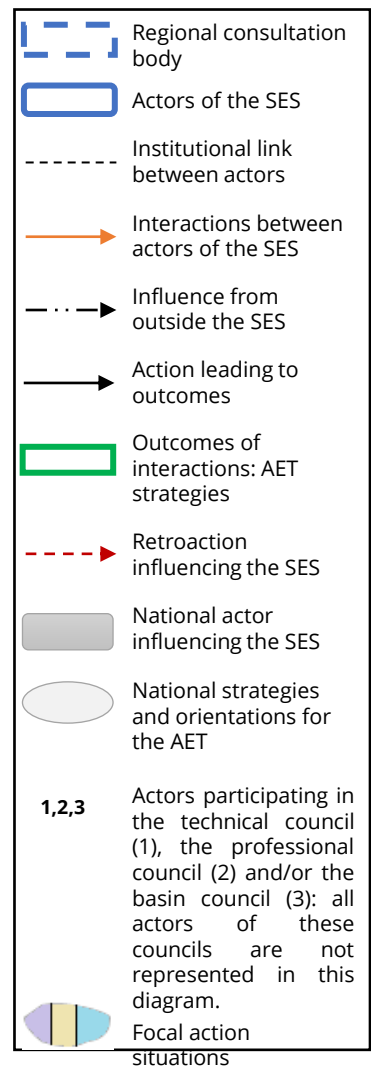 Regional consultation
body
Actors of the SES
Institutional link
between actors
Interactions between
actors of the SES
Influence from
outside the SES
Action leading to
outcomes
Outcomes of
interactions: AET
strategies
Retroaction
influencing the SES
National actor
influencing the SES
National strategies
and orientations for
the AET
1,2,3
Actors participating in
the technical council
(1), the professional
council (2) and/or the
basin council (3): all
actors of these
councils are not
represented in this
diagram.
Focal action
situations